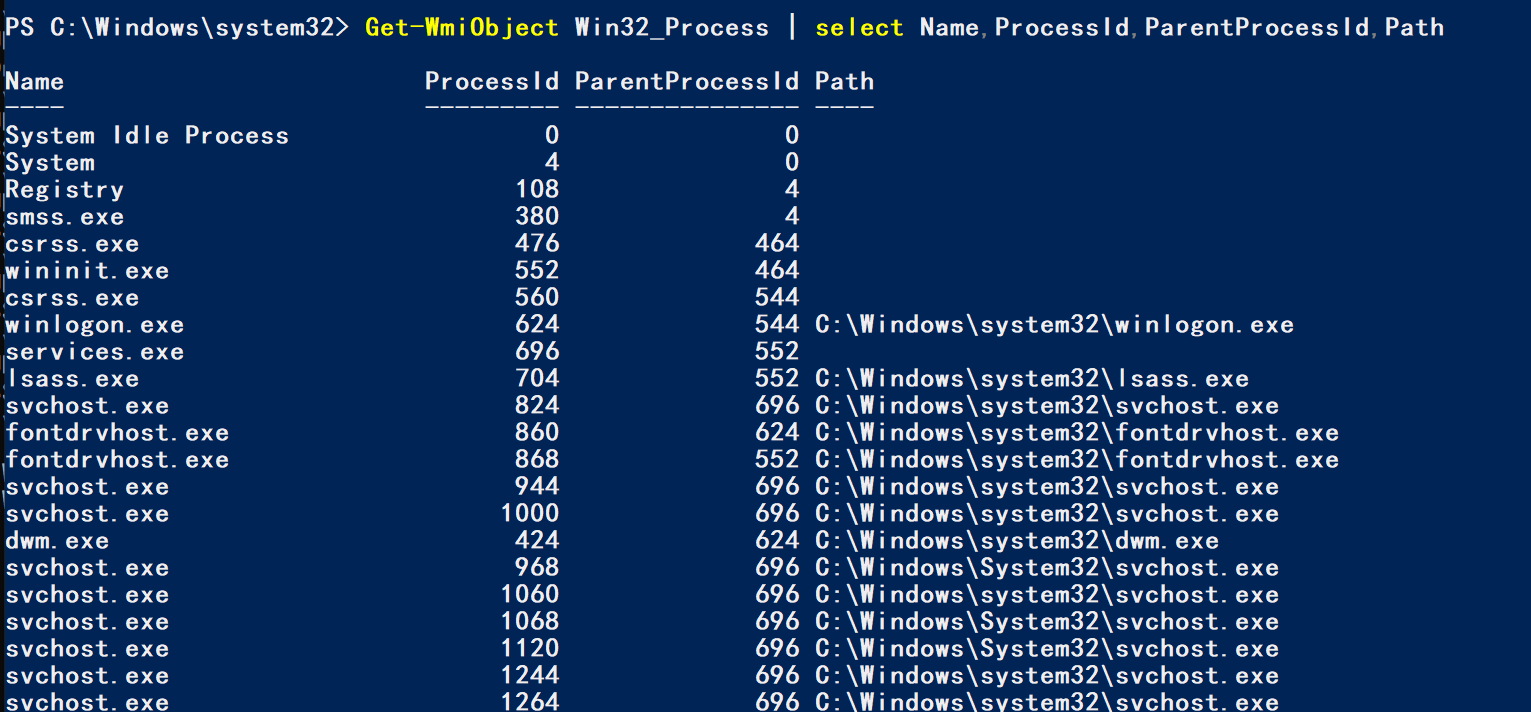 PS C:\Windows\system32> Get-WmiObject Win32_Process | select Name,ProcessId,ParentProcessId,Path
Name ProcessId ParentProcessId Path
---- --------- --------------- ----
System Idle Process 0 0
System 4 0
Registry 108 4
smss.exe 380 4
csrss.exe 476 464
wininit.exe 552 464
csrss.exe 560 544
winlogon.exe 624 544 C:\Windows\system32\winlogon.exe
services.exe 696 552
lsass.exe 704 552 C:\Windows\system32\lsass.exe
svchost.exe 824 696 C:\Windows\system32\svchost.exe
fontdrvhost.exe 860 624 C:\Windows\system32\fontdrvhost.exe
fontdrvhost.exe 868 552 C:\Windows\system32\fontdrvhost.exe
svchost.exe 944 696 C:\Windows\system32\svchost.exe
svchost.exe 1000 696 C:\Windows\system32\svchost.exe
dwm.exe 424 624 C:\Windows\system32\dwm.exe
svchost.exe 968 696 C:\Windows\System32\svchost.exe
svchost.exe 1060 696 C:\Windows\system32\svchost.exe
svchost.exe 1068 696 C:\Windows\System32\svchost.exe
svchost.exe 1120 696 C:\Windows\System32\svchost.exe
svchost.exe 1244 696 C:\Windows\system32\svchost.exe
svchost.exe 1264 696 C:\Windows\system32\svchost.exe